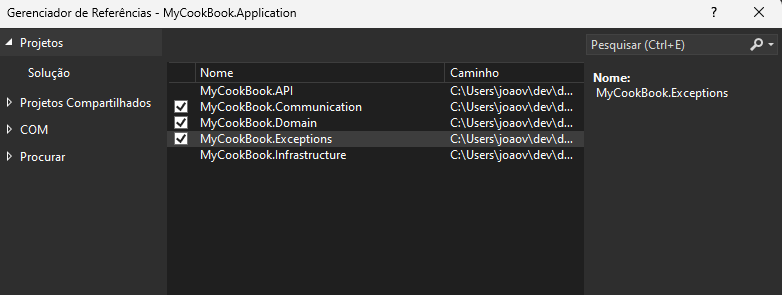 Gerenciador de Referências - MyCookBook.Application
? ✕
Projetos
Solução
Projetos Compartilhados
COM
Procurar
Nome Caminho
MyCookBook.API C:\Users\joaov\dev\d...
MyCookBook.Communication C:\Users\joaov\dev\d...
MyCookBook.Domain C:\Users\joaov\dev\d...
MyCookBook.Exceptions C:\Users\joaov\dev\d...
MyCookBook.Infrastructure C:\Users\joaov\dev\d...
Pesquisar (Ctrl+E)
Nome:
MyCookBook.Exceptions